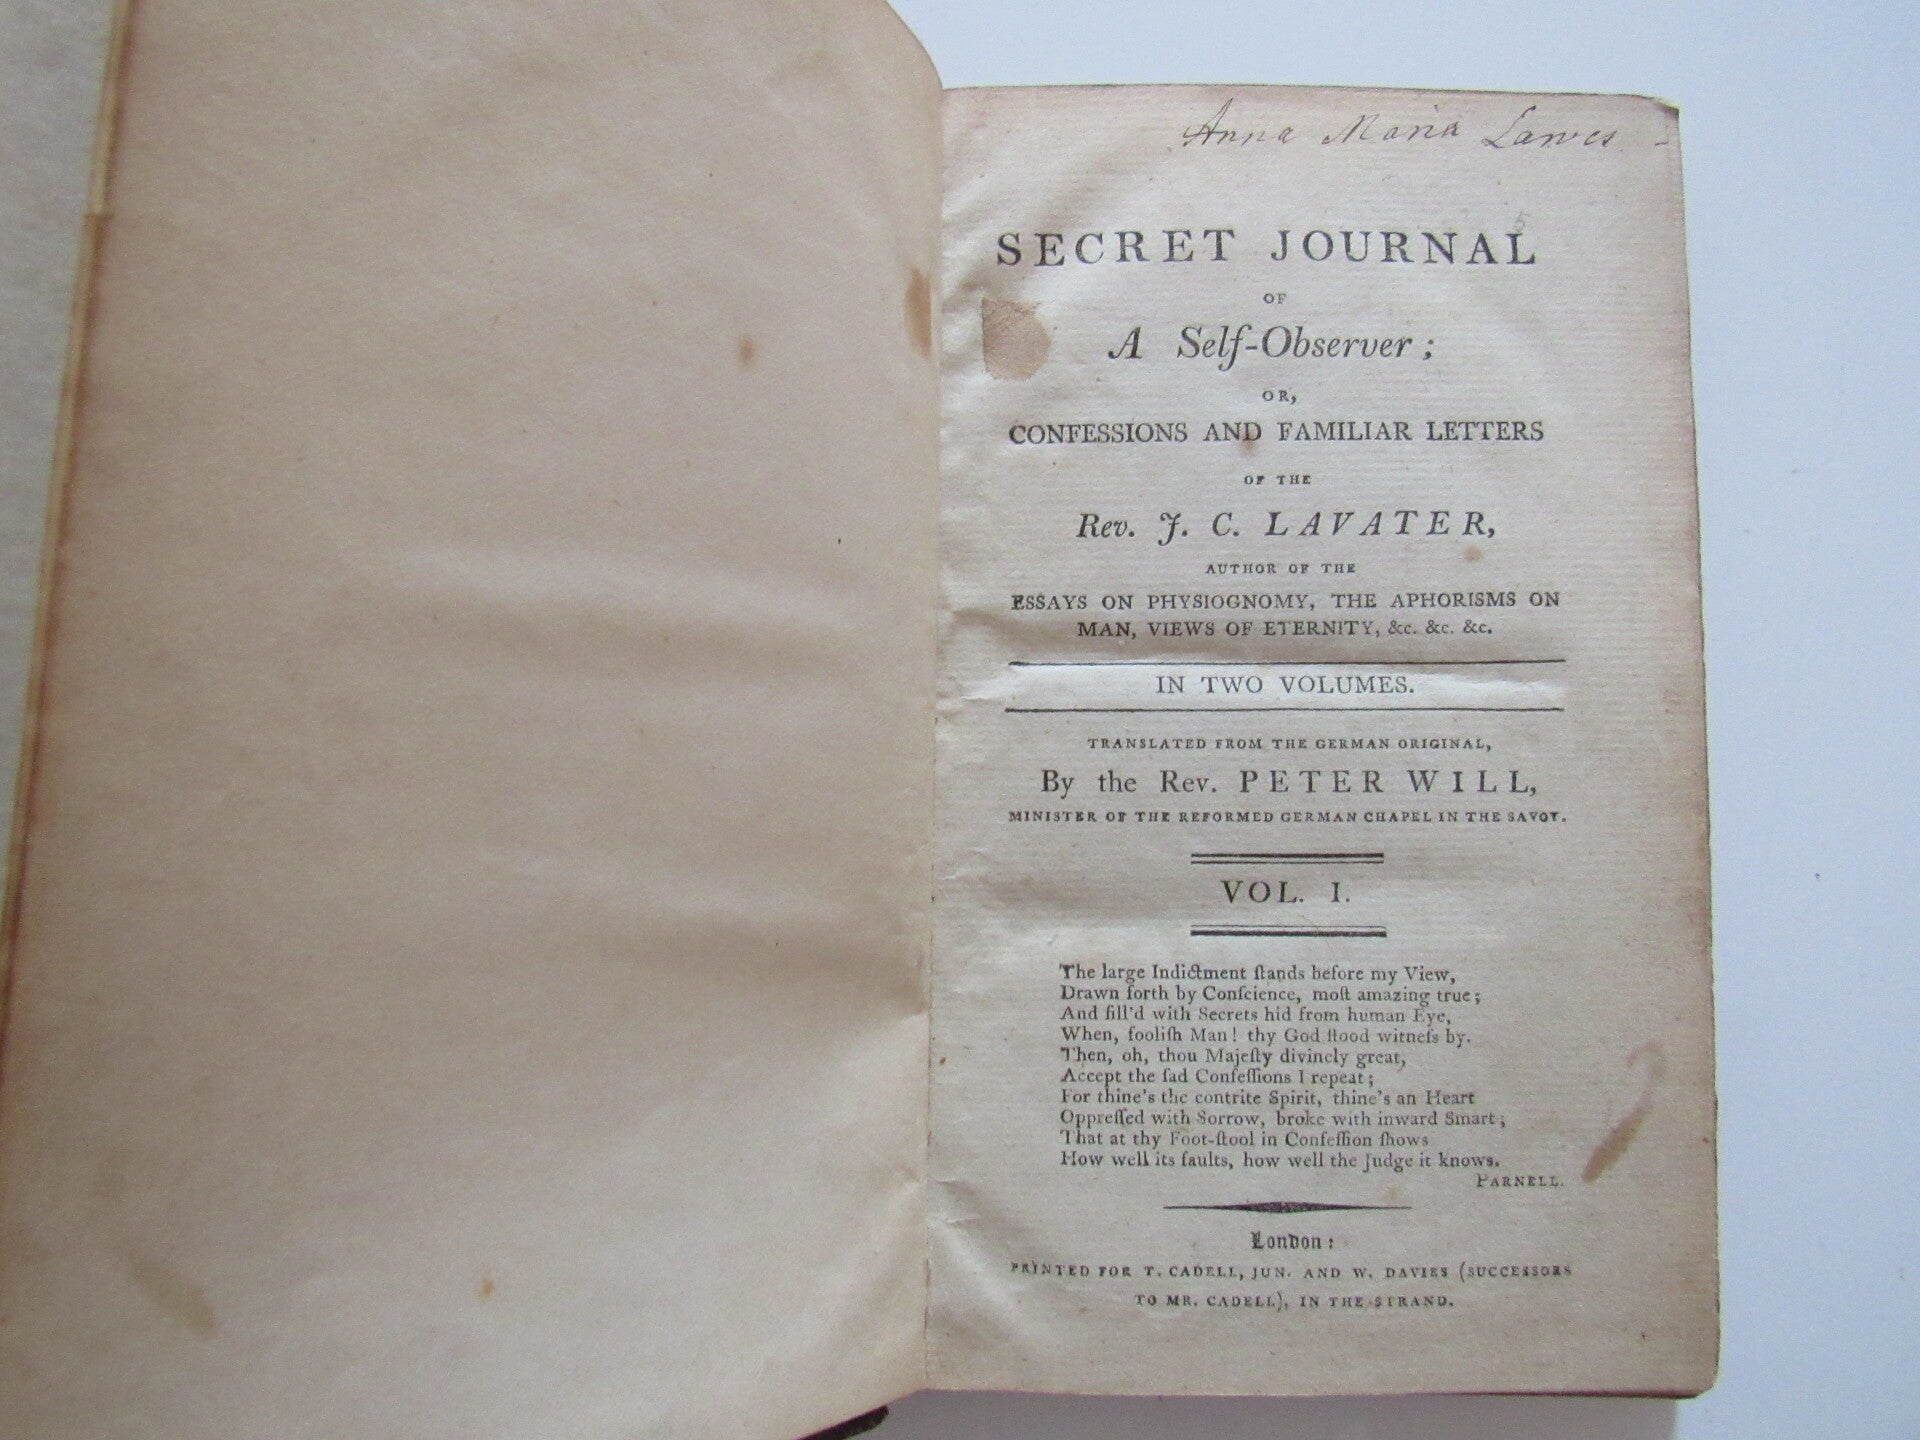 Anna Maria Lawes
5
SECRET JOURNAL
OF
A Self-Observer;
OR,
CONFESSIONS AND FAMILIAR LETTERS
OF THE
Rev. J. C. LAVATER,
AUTHOR OF THE
ESSAYS ON PHYSIOGNOMY, THE APHORISMS ON
MAN, VIEWS OF ETERNITY, &c. &c. &c.
IN TWO VOLUMES.
TRANSLATED FROM THE GERMAN ORIGINAL,
By the Rev. PETER WILL,
MINISTER OF THE REFORMED GERMAN CHAPEL IN THE SAVOY.
VOL. I.
The large Indictment ſtands before my View,
Drawn forth by Conſcience, moſt amazing true;
And fill'd with Secrets hid from human Eye,
When, fooliſh Man! thy God ſtood witneſs by.
Then, oh, thou Majeſty divinely great,
Accept the ſad Confeſſions I repeat;
For thine's the contrite Spirit, thine's an Heart
Oppreſſed with Sorrow, broke with inward Smart;
That at thy Foot-ſtool in Confeſſion ſhows
How well its faults, how well the Judge it knows.
PARNELL.
London:
PRINTED FOR T. CADELL, JUN. AND W. DAVIES (SUCCESSORS
TO MR. CADELL), IN THE STRAND.